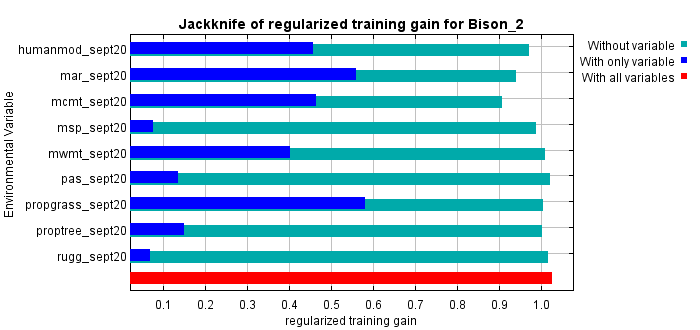 Jackknife of regularized training gain for Bison_2
humanmod_sept20
mar_sept20
mcmt_sept20
msp_sept20
mwmt_sept20
pas_sept20
propgrass_sept20
proptree_sept20
rugg_sept20
Environmental Variable
0.1 0.2 0.3 0.4 0.5 0.6 0.7 0.8 0.9 1.0
regularized training gain
Without variable
With only variable
With all variables